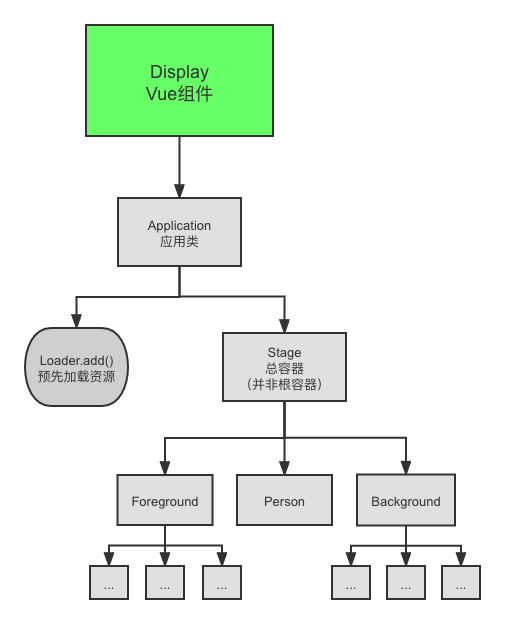 Display
Vue组件
Application
应用类
Loader.add()
预先加载资源
Stage
总容器
（并非根容器）
Foreground
Person
Background
...
...
...
...
...
...